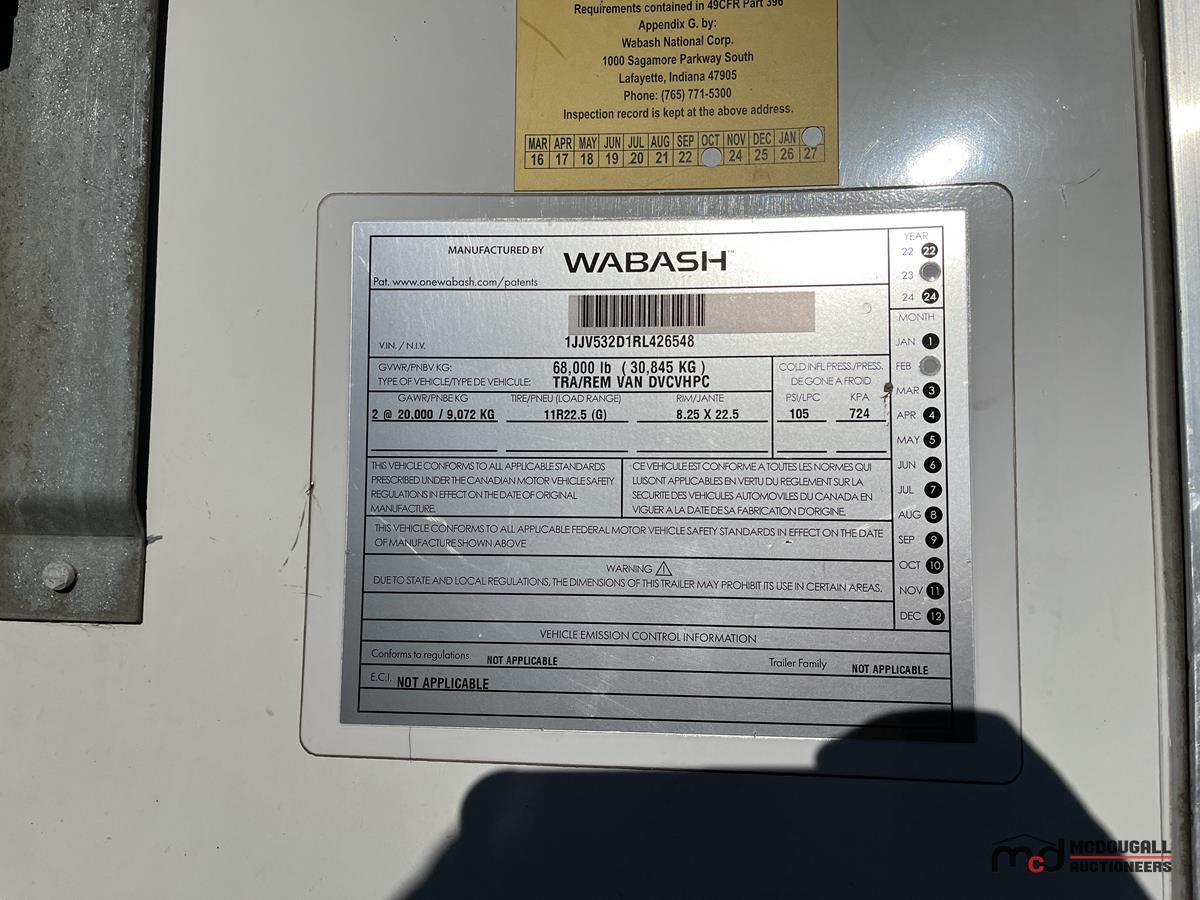 Requirements contained in 49CFR Part 396
Appendix G. by:
Wabash National Corp.
1000 Sagamore Parkway South
Lafayette, Indiana 47905
Phone: (765) 771-5300
Inspection record is kept at the above address.
MAR APR MAY JUN JUL AUG SEP OCT NOV DEC JAN
16 17 18 19 20 21 22 24 25 26 27
MANUFACTURED BY WABASH™
Pat. www.onewabash.com/patents
1JJV532D1RL426548
V.IN. / N.I.V.
GVWR/PNBV KG: 68,000 lb ( 30,845 KG )
TYPE OF VEHICLE/TYPE DE VEHICULE: TRA/REM VAN DVCVHPC
COLD INFL PRESS./PRESS.
DE GONE A FROID
GAWR/PNBE KG TIRE/PNEU (LOAD RANGE) RIM/JANTE PSI/LPC KPA
2 @ 20,000 / 9,072 KG 11R22.5 (G) 8.25 X 22.5 105 724
THIS VEHICLE CONFORMS TO ALL APPLICABLE STANDARDS
PRESCRIBED UNDER THE CANADIAN MOTOR VEHICLE SAFETY
REGULATIONS IN EFFECT ON THE DATE OF ORIGINAL
MANUFACTURE.
CE VEHICULE EST CONFORME A TOUTES LES NORMES QUI
LUI SONT APPLICABLES EN VERTU DU REGLEMENT SUR LA
SECURITE DES VEHICULES AUTOMOVILES DU CANADA EN
VIGUER A LA DATE DE SA FABRICATION D'ORIGINE.
THIS VEHICLE CONFORMS TO ALL APPLICABLE FEDERAL MOTOR VEHICLE SAFETY STANDARDS IN EFFECT ON THE DATE
OF MANUFACTURE SHOWN ABOVE
WARNING
DUE TO STATE AND LOCAL REGULATIONS, THE DIMENSIONS OF THIS TRAILER MAY PROHIBIT ITS USE IN CERTAIN AREAS.
VEHICLE EMISSION CONTROL INFORMATION
Conforms to regulations NOT APPLICABLE Trailer Family NOT APPLICABLE
E.C.I. NOT APPLICABLE
YEAR
22 22
23
24 24
MONTH
JAN 1
FEB
MAR 3
APR 4
MAY 5
JUN 6
JUL 7
AUG 8
SEP 9
OCT 10
NOV 11
DEC 12
mcd MCDOUGALL
AUCTIONEERS